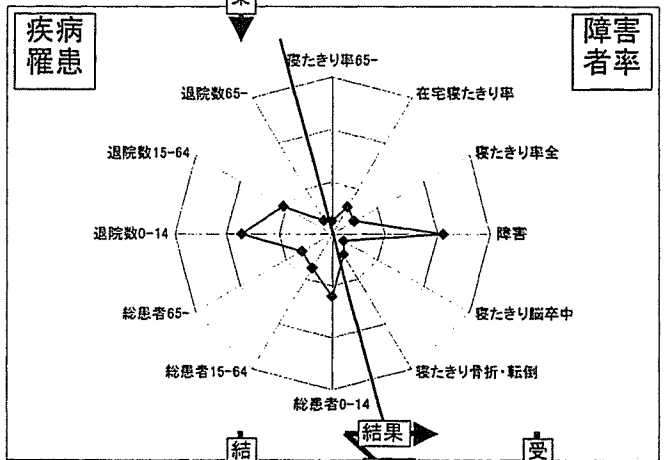 疾病
罹患
障害
者率
寝たきり率65-
退院数65-
在宅寝たきり率
退院数15-64
寝たきり率全
退院数0-14
障害
総患者65-
寝たきり脳卒中
総患者15-64
寝たきり骨折・転倒
総患者0-14
結果
結
受